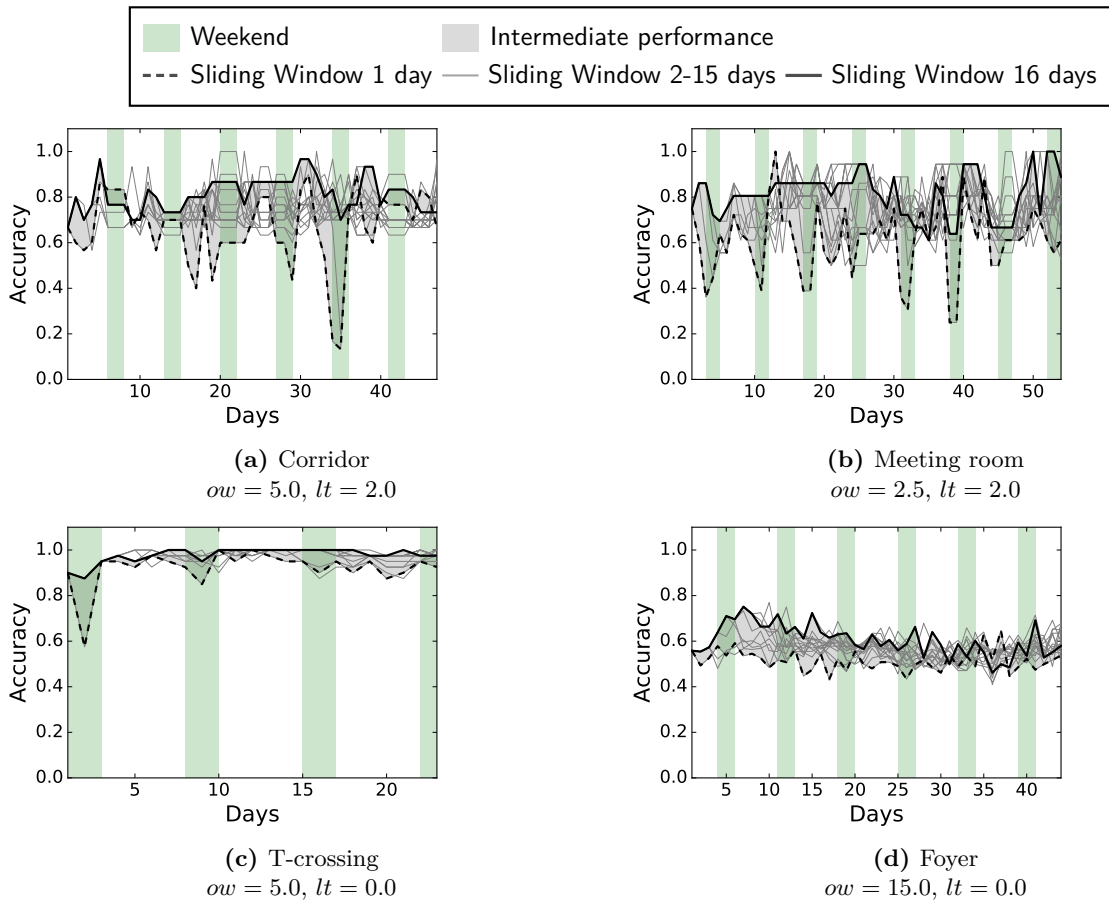 Weekend Intermediate performance
Sliding Window 1 day Sliding Window 2-15 days Sliding Window 16 days
1.0
0.8
0.6
0.4
0.2
0.0
Accuracy
10 20 30 40
Days
(a) Corridor
ow = 5.0, lt = 2.0
1.0
0.8
0.6
0.4
0.2
0.0
Accuracy
10 20 30 40 50
Days
(b) Meeting room
ow = 2.5, lt = 2.0
1.0
0.8
0.6
0.4
0.2
0.0
Accuracy
5 10 15 20
Days
(c) T-crossing
ow = 5.0, lt = 0.0
1.0
0.8
0.6
0.4
0.2
0.0
Accuracy
5 10 15 20 25 30 35 40
Days
(d) Foyer
ow = 15.0, lt = 0.0